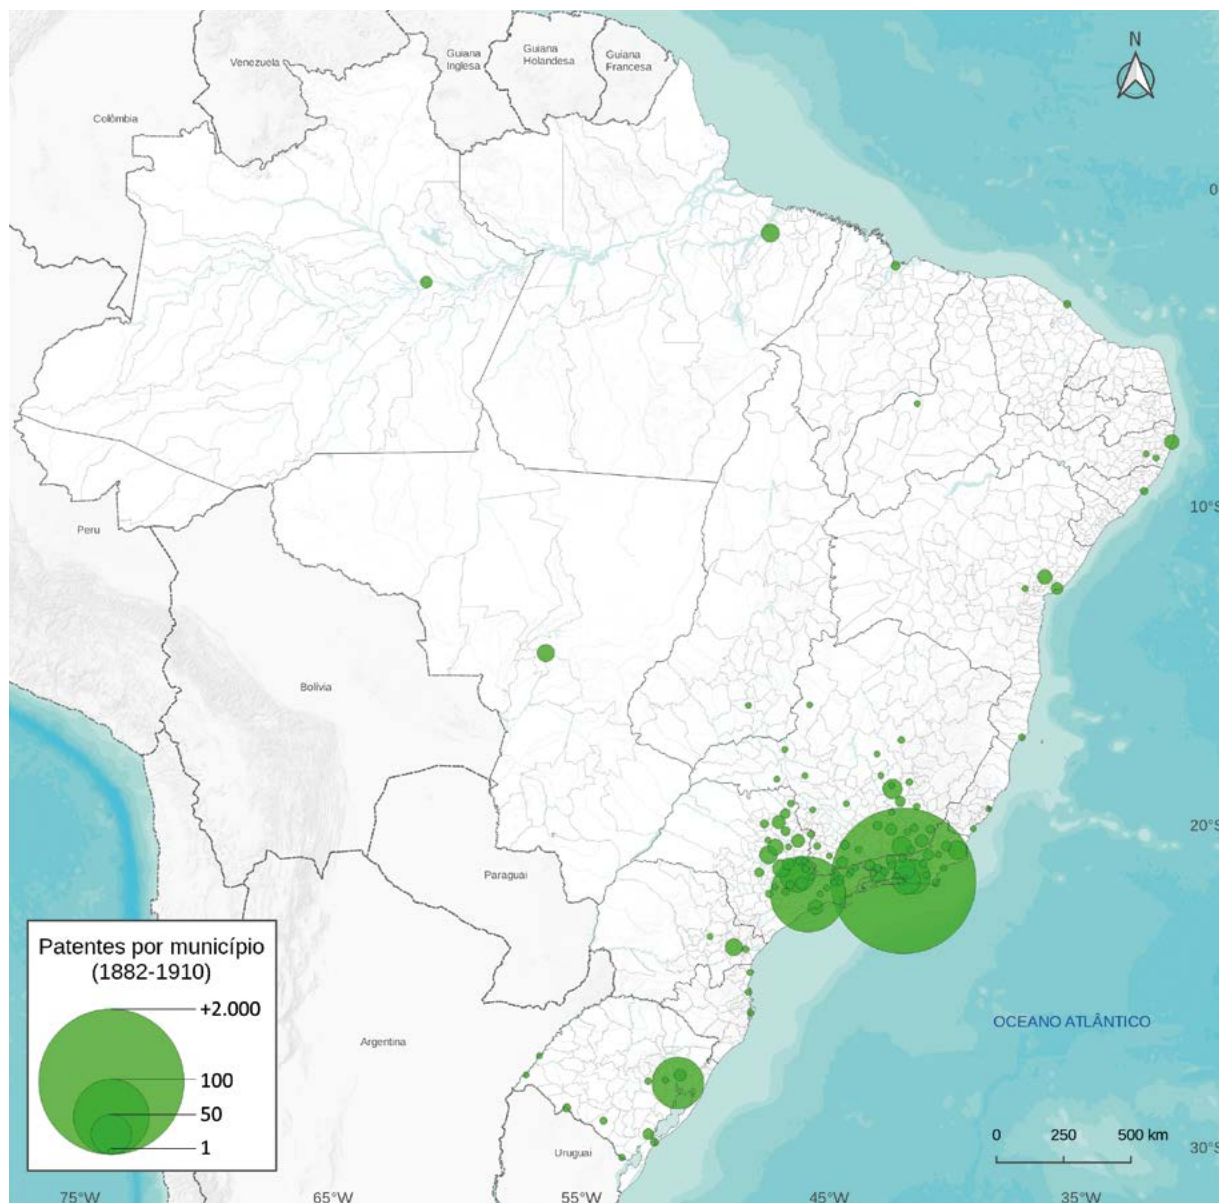 N
Venezuela
Guiana
Inglesa
Guiana
Holandesa
Guiana
Francesa
Colômbia
0
Peru
10°S
Bolívia
20°S
Paraguai
Patentes por município
(1882-1910)
+2.000
100
50
1
OCEANO ATLÂNTICO
Argentina
0 250 500 km
Uruguai
30°S
75°W 65°W 55°W 45°W 35°W